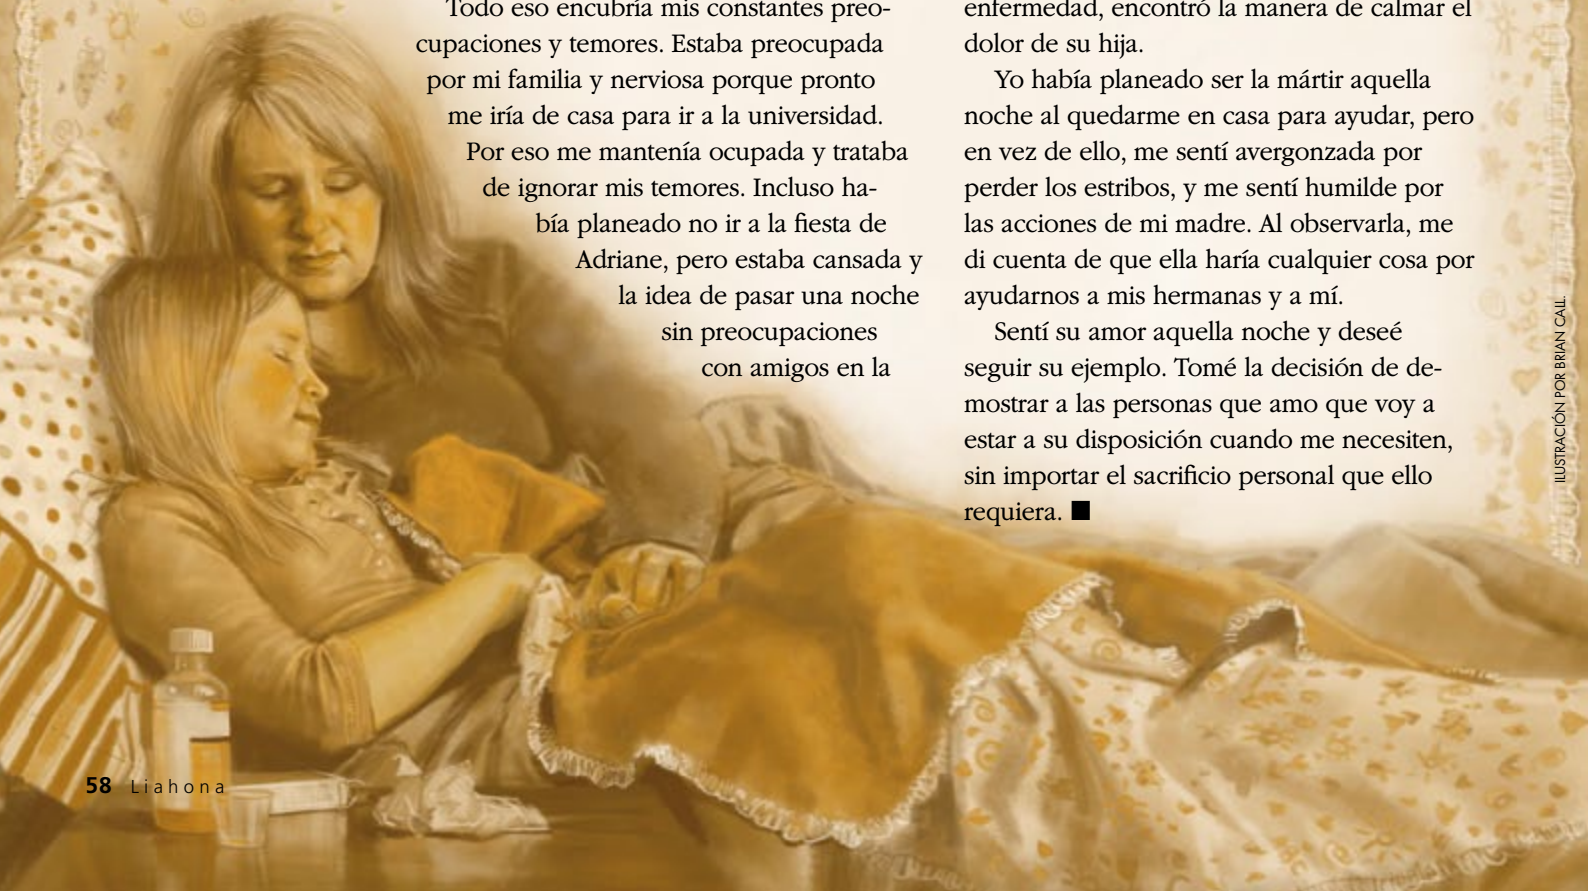 Todo eso encubría mis constantes preo-
cupaciones y temores. Estaba preocupada
por mi familia y nerviosa porque pronto
me iría de casa para ir a la universidad.
Por eso me mantenía ocupada y trataba
de ignorar mis temores. Incluso ha-
bía planeado no ir a la fiesta de
Adriane, pero estaba cansada y
la idea de pasar una noche
sin preocupaciones
con amigos en la
enfermedad, encontró la manera de calmar el
dolor de su hija.
Yo había planeado ser la mártir aquella
noche al quedarme en casa para ayudar, pero
en vez de ello, me sentí avergonzada por
perder los estribos, y me sentí humilde por
las acciones de mi madre. Al observarla, me
di cuenta de que ella haría cualquier cosa por
ayudarnos a mis hermanas y a mí.
Sentí su amor aquella noche y deseé
seguir su ejemplo. Tomé la decisión de de-
mostrar a las personas que amo que voy a
estar a su disposición cuando me necesiten,
sin importar el sacrificio personal que ello
requiera. ■
ILUSTRACIÓN POR BRIAN CALL.
58 Liahona